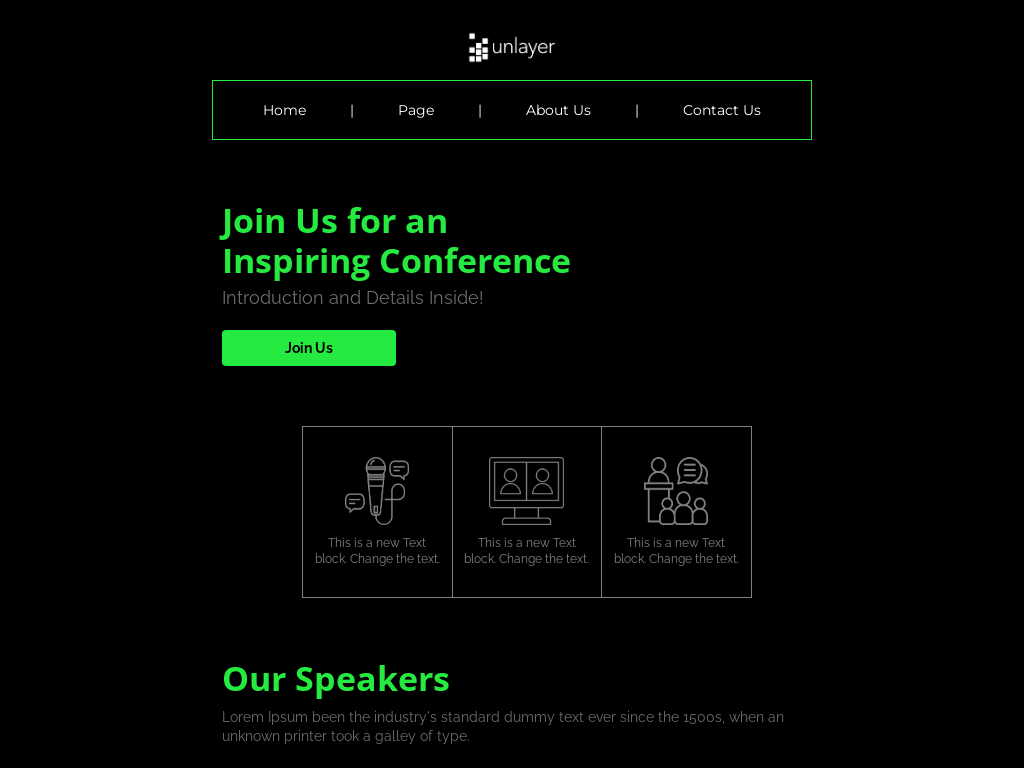 unlayer
Home | Page | About Us | Contact Us
Join Us for an
Inspiring Conference
Introduction and Details Inside!
Join Us
This is a new Text
block. Change the text.
This is a new Text
block. Change the text.
This is a new Text
block. Change the text.
Our Speakers
Lorem Ipsum been the industry's standard dummy text ever since the 1500s, when an
unknown printer took a galley of type.